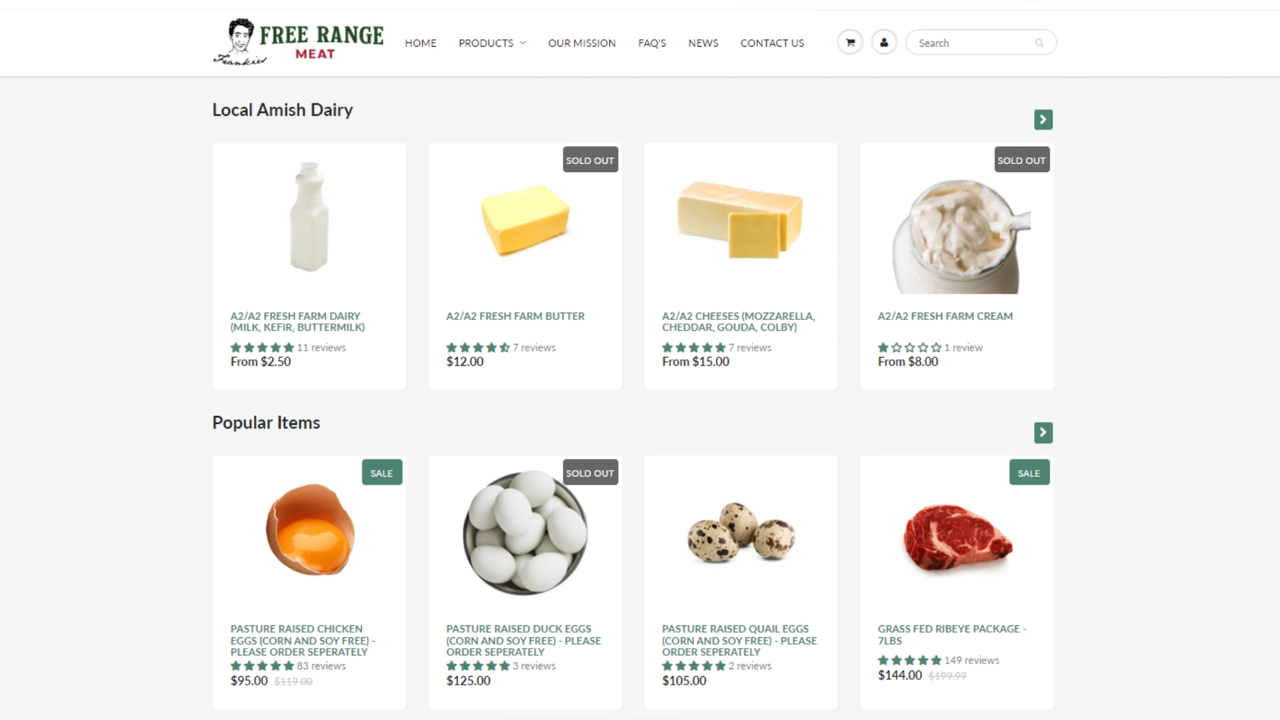 Frankies
FREE RANGE
MEAT
HOME
PRODUCTS
OUR MISSION
FAQ'S
NEWS
CONTACT US
Search
Local Amish Dairy
SOLD OUT
SOLD OUT
A2/A2 FRESH FARM DAIRY
(MILK, KEFIR, BUTTERMILK)
11 reviews
From $2.50
A2/A2 FRESH FARM BUTTER
7 reviews
$12.00
A2/A2 CHEESES (MOZZARELLA,
CHEDDAR, GOUDA, COLBY)
7 reviews
From $15.00
A2/A2 FRESH FARM CREAM
1 review
From $8.00
Popular Items
SALE
SOLD OUT
SALE
PASTURE RAISED CHICKEN
EGGS (CORN AND SOY FREE) -
PLEASE ORDER SEPERATELY
83 reviews
$95.00 $119.00
PASTURE RAISED DUCK EGGS
(CORN AND SOY FREE) - PLEASE
ORDER SEPERATELY
3 reviews
$125.00
PASTURE RAISED QUAIL EGGS
(CORN AND SOY FREE) - PLEASE
ORDER SEPERATELY
2 reviews
$105.00
GRASS FED RIBEYE PACKAGE -
7LBS
149 reviews
$144.00 $199.99